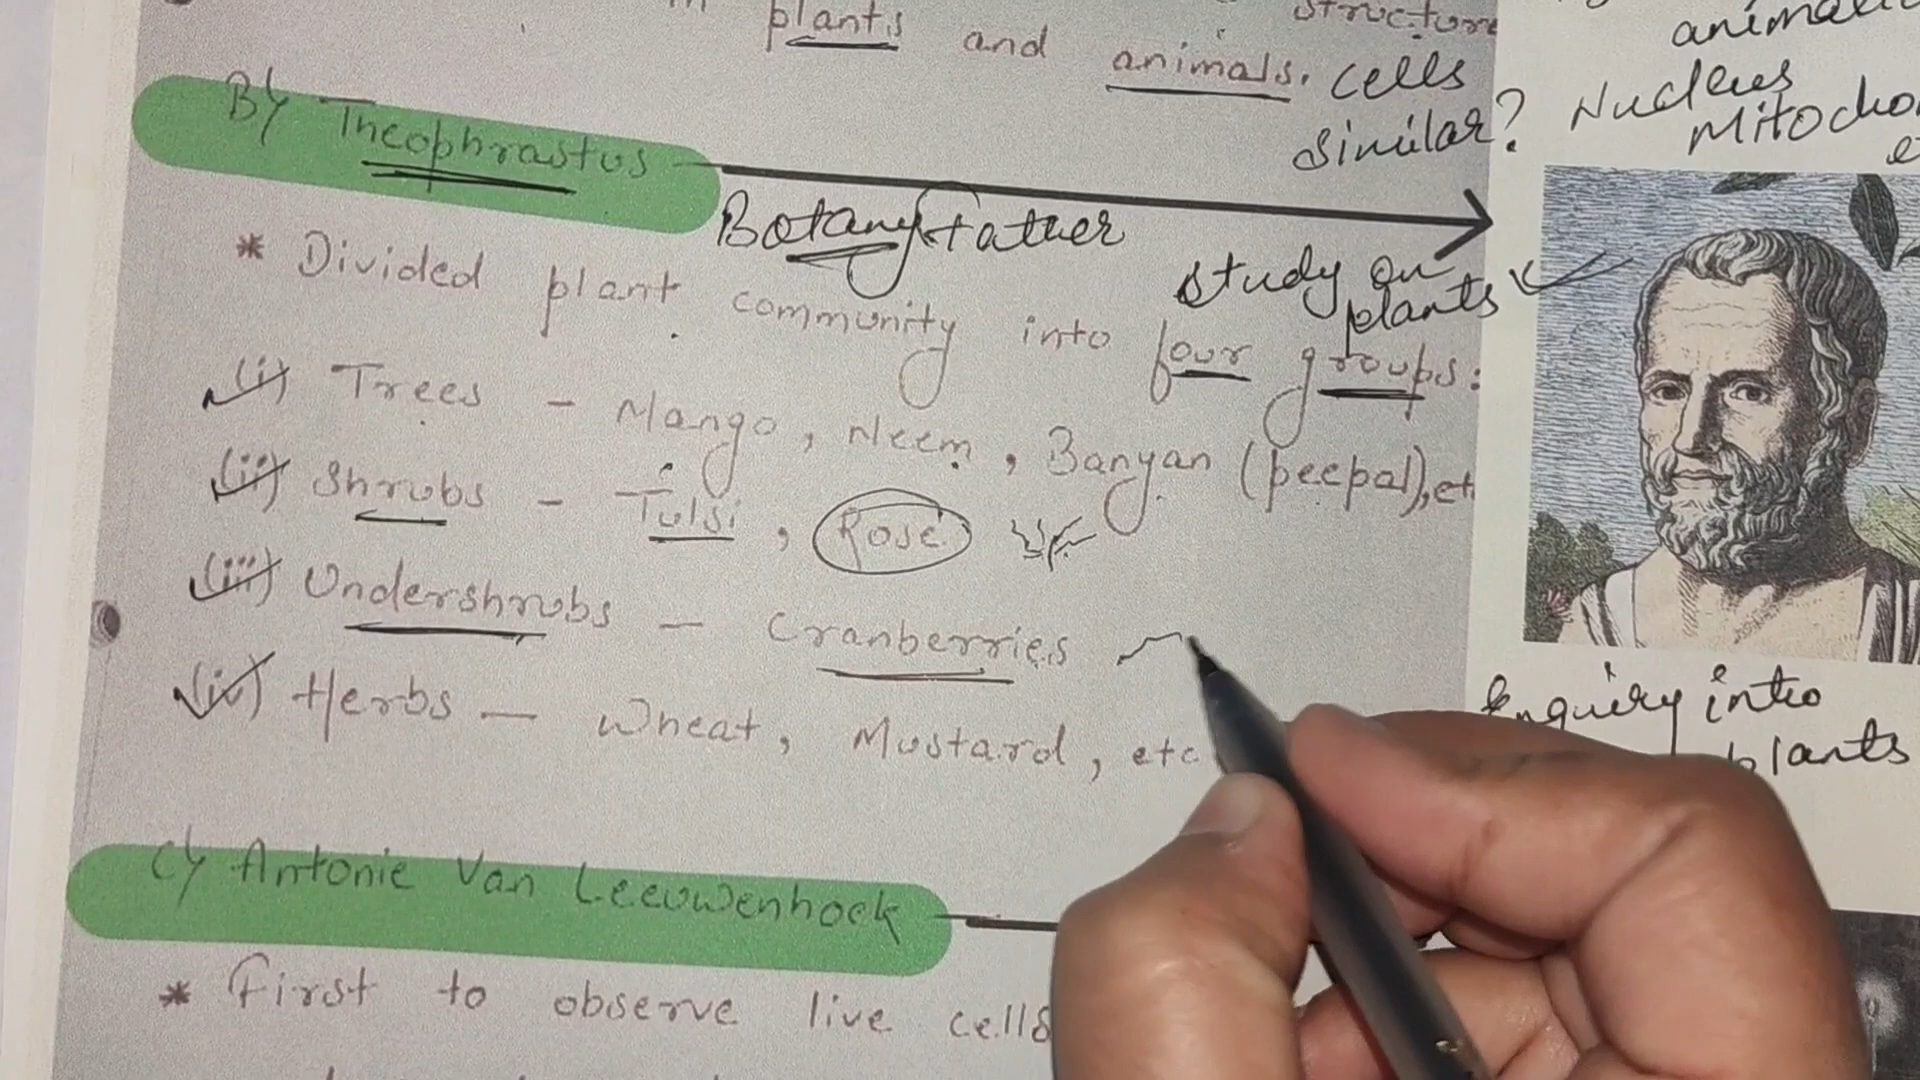 structure
plants and animals. cells
similar?
animal
Nucleus
Mitocho
B) Theophrastus
Botany Father
study on
plants
* Divided plant community into four groups:
(i) Trees - Mango, Neem, Banyan (peepal), etc
(ii) Shrubs - Tulsi, Rose
(iii) Undershrubs - Cranberries
(iv) Herbs - Wheat, Mustard, etc
Enquiry into
plants
C) Antonie Van Leeuwenhoek
* First to observe live cells